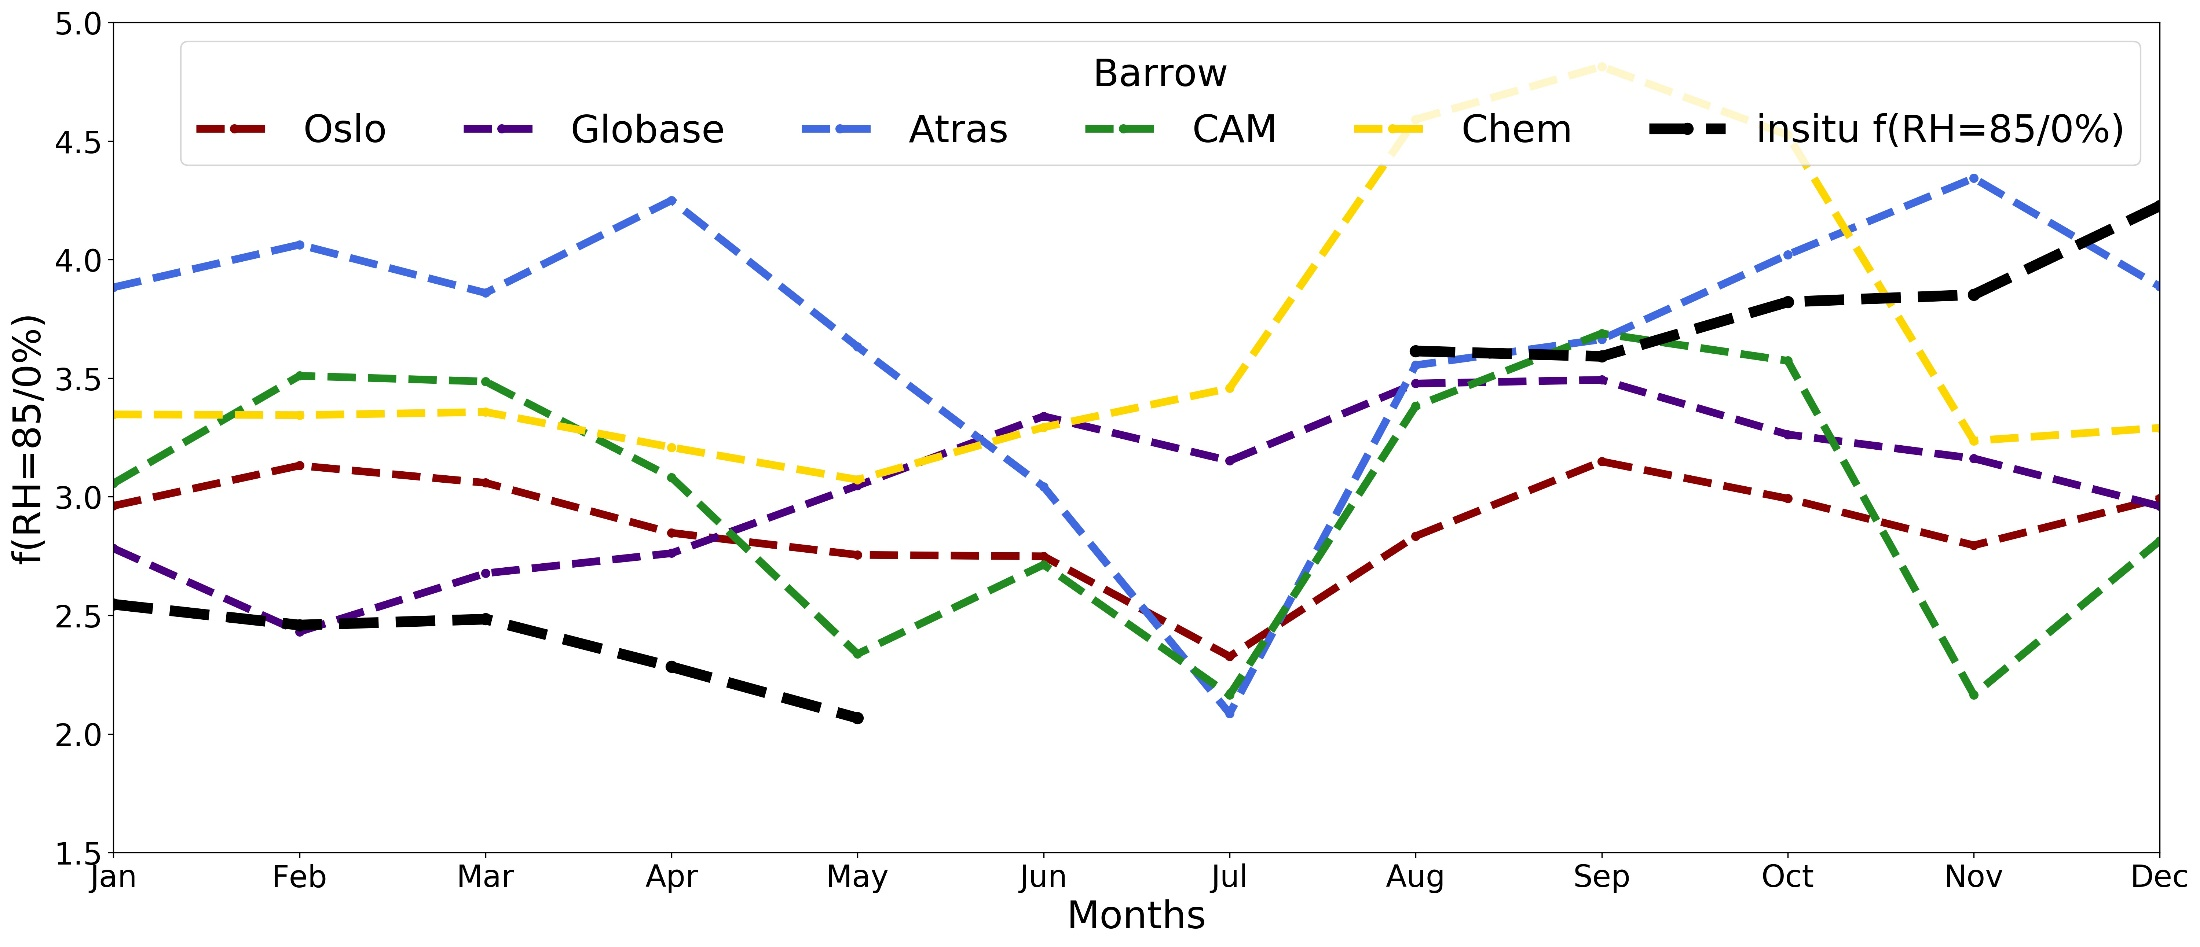 Barrow
Oslo Globase Atras CAM Chem insitu f(RH=85/0%)
f(RH=85/0%)
5.0
4.5
4.0
3.5
3.0
2.5
2.0
1.5
Jan Feb Mar Apr May Jun Jul Aug Sep Oct Nov Dec
Months